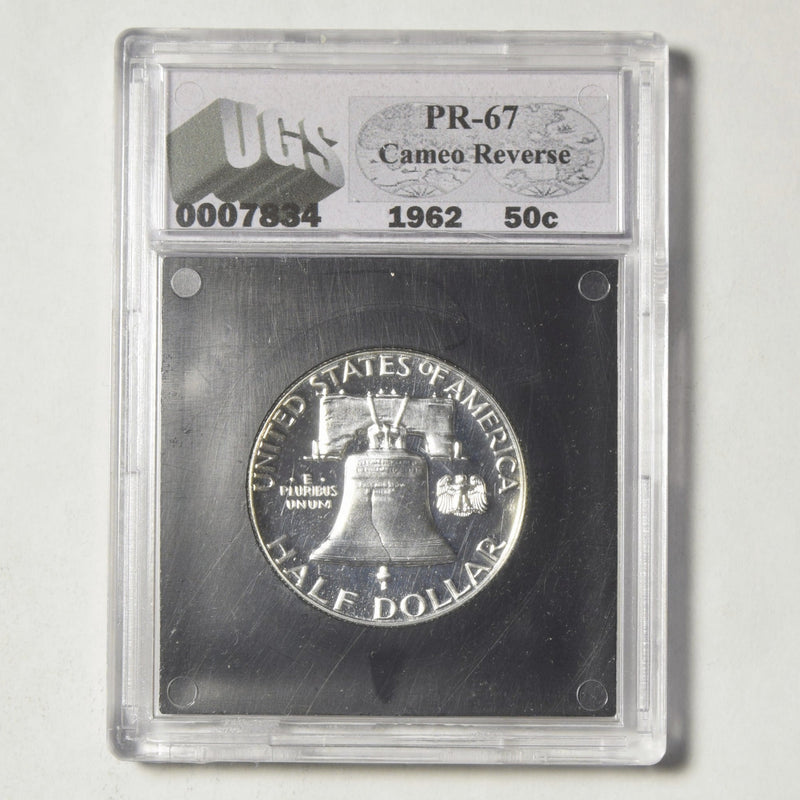 UGS
PR-67
Cameo Reverse
0007834 1962 50c
UNITED STATES OF AMERICA
· E ·
PLURIBUS
UNUM
HALF DOLLAR